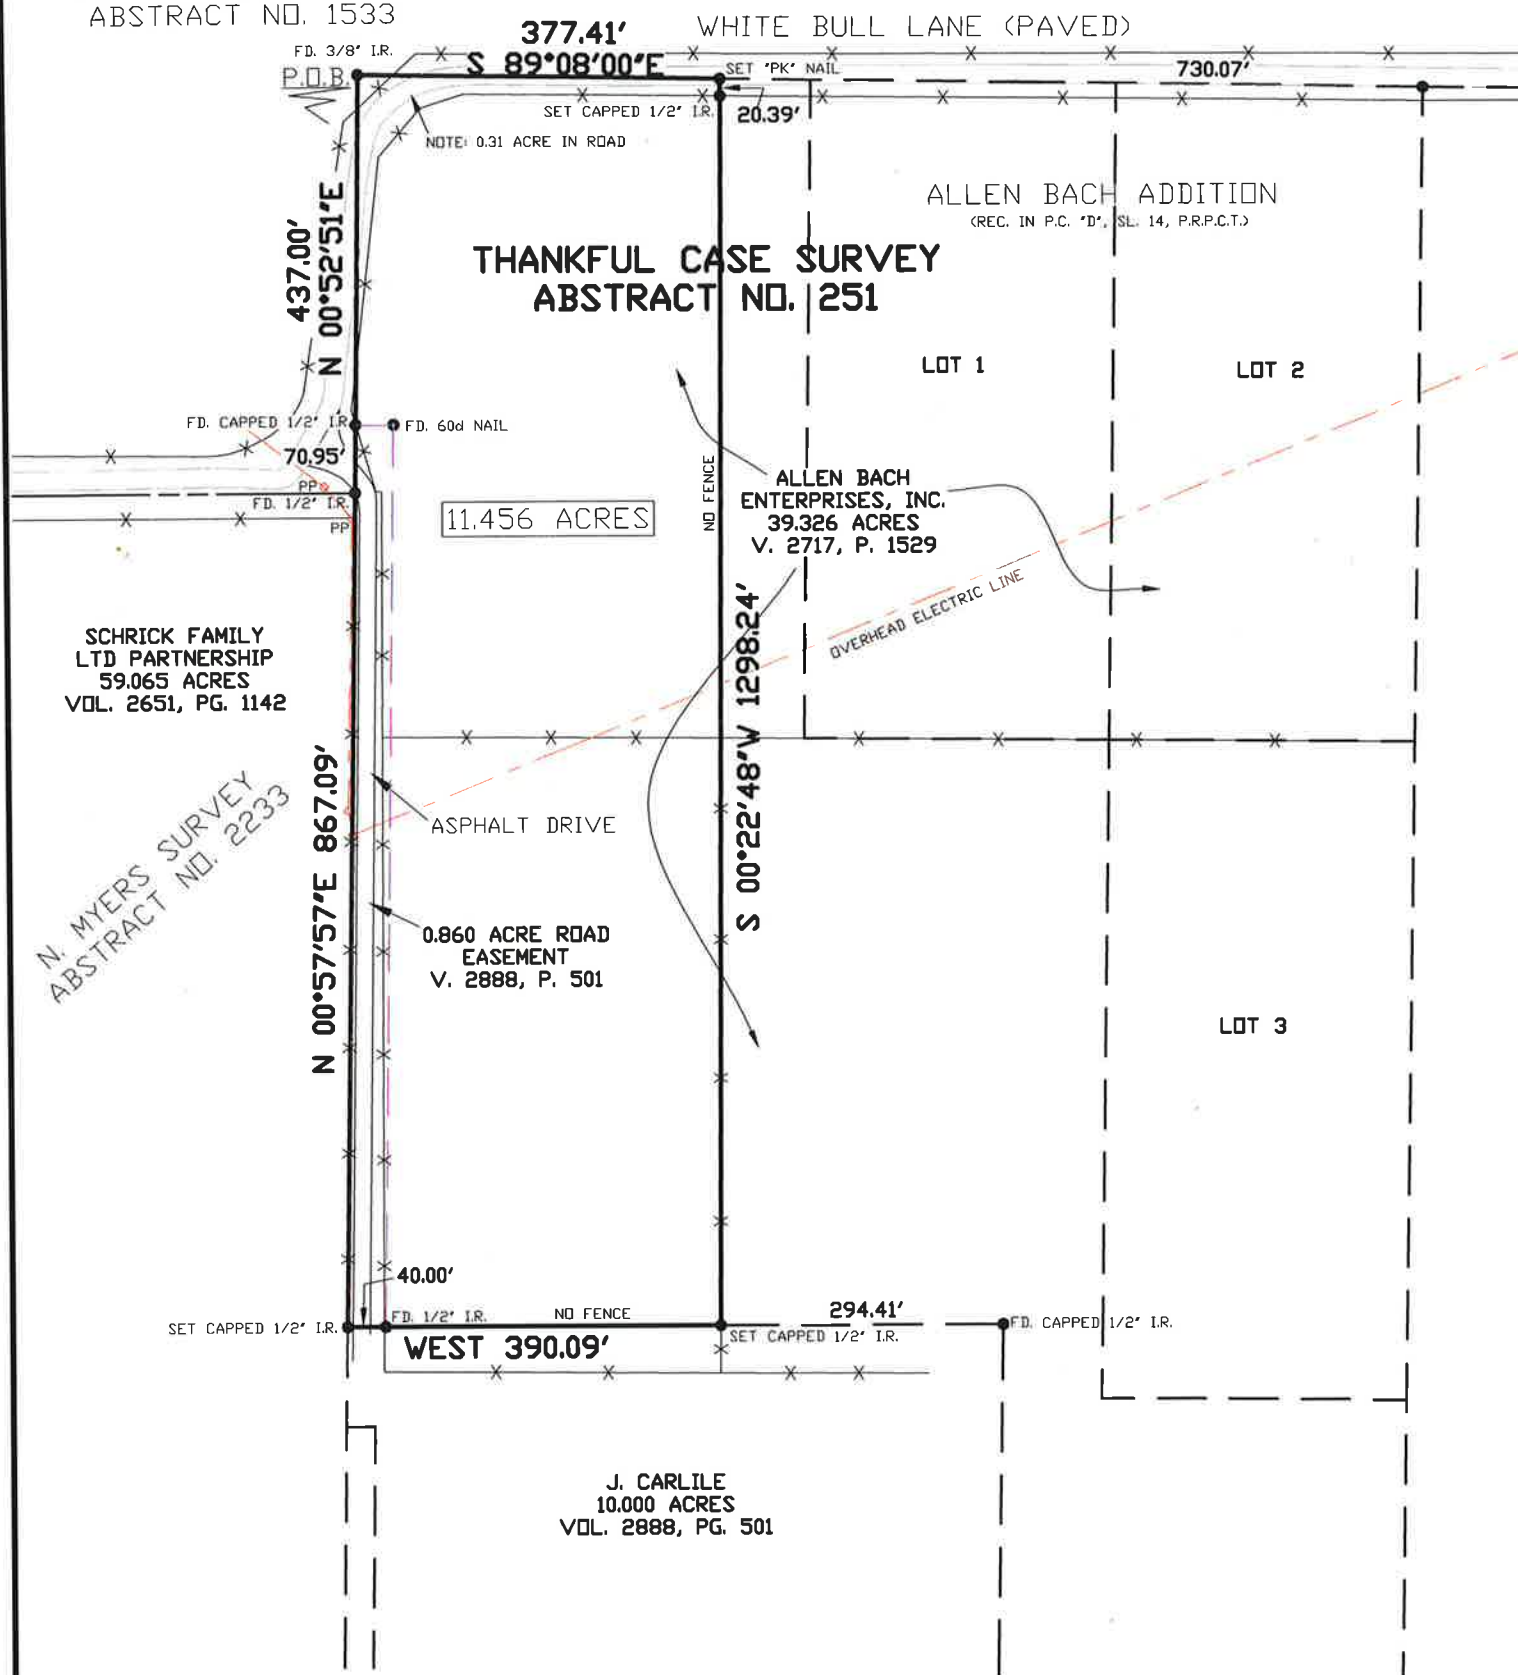 ABSTRACT NO. 1533
377.41'
WHITE BULL LANE (PAVED)
FD. 3/8" I.R.
S 89°08'00"E
SET "PK" NAIL
730.07'
P.O.B.
SET CAPPED 1/2" I.R.
20.39'
NOTE: 0.31 ACRE IN ROAD
ALLEN BACH ADDITION
(REC. IN P.C. "D", SL. 14, P.R.P.C.T.)
437.00'
N 00°52'51"E
THANKFUL CASE SURVEY
ABSTRACT NO. 251
LOT 1
LOT 2
FD. CAPPED 1/2" I.R.
FD. 60d NAIL
70.95'
PP
FD. 1/2" I.R.
PP
11.456 ACRES
NO FENCE
ALLEN BACH
ENTERPRISES, INC.
39.326 ACRES
V. 2717, P. 1529
OVERHEAD ELECTRIC LINE
SCHRICK FAMILY
LTD PARTNERSHIP
59.065 ACRES
VOL. 2651, PG. 1142
S 00°22'48"W 1298.24'
N 00°57'57"E 867.09'
N. MYERS SURVEY
ABSTRACT NO. 2233
ASPHALT DRIVE
0.860 ACRE ROAD
EASEMENT
V. 2888, P. 501
LOT 3
40.00'
SET CAPPED 1/2" I.R.
FD. 1/2" I.R.
NO FENCE
294.41'
FD. CAPPED 1/2" I.R.
WEST 390.09'
SET CAPPED 1/2" I.R.
J. CARLILE
10.000 ACRES
VOL. 2888, PG. 501